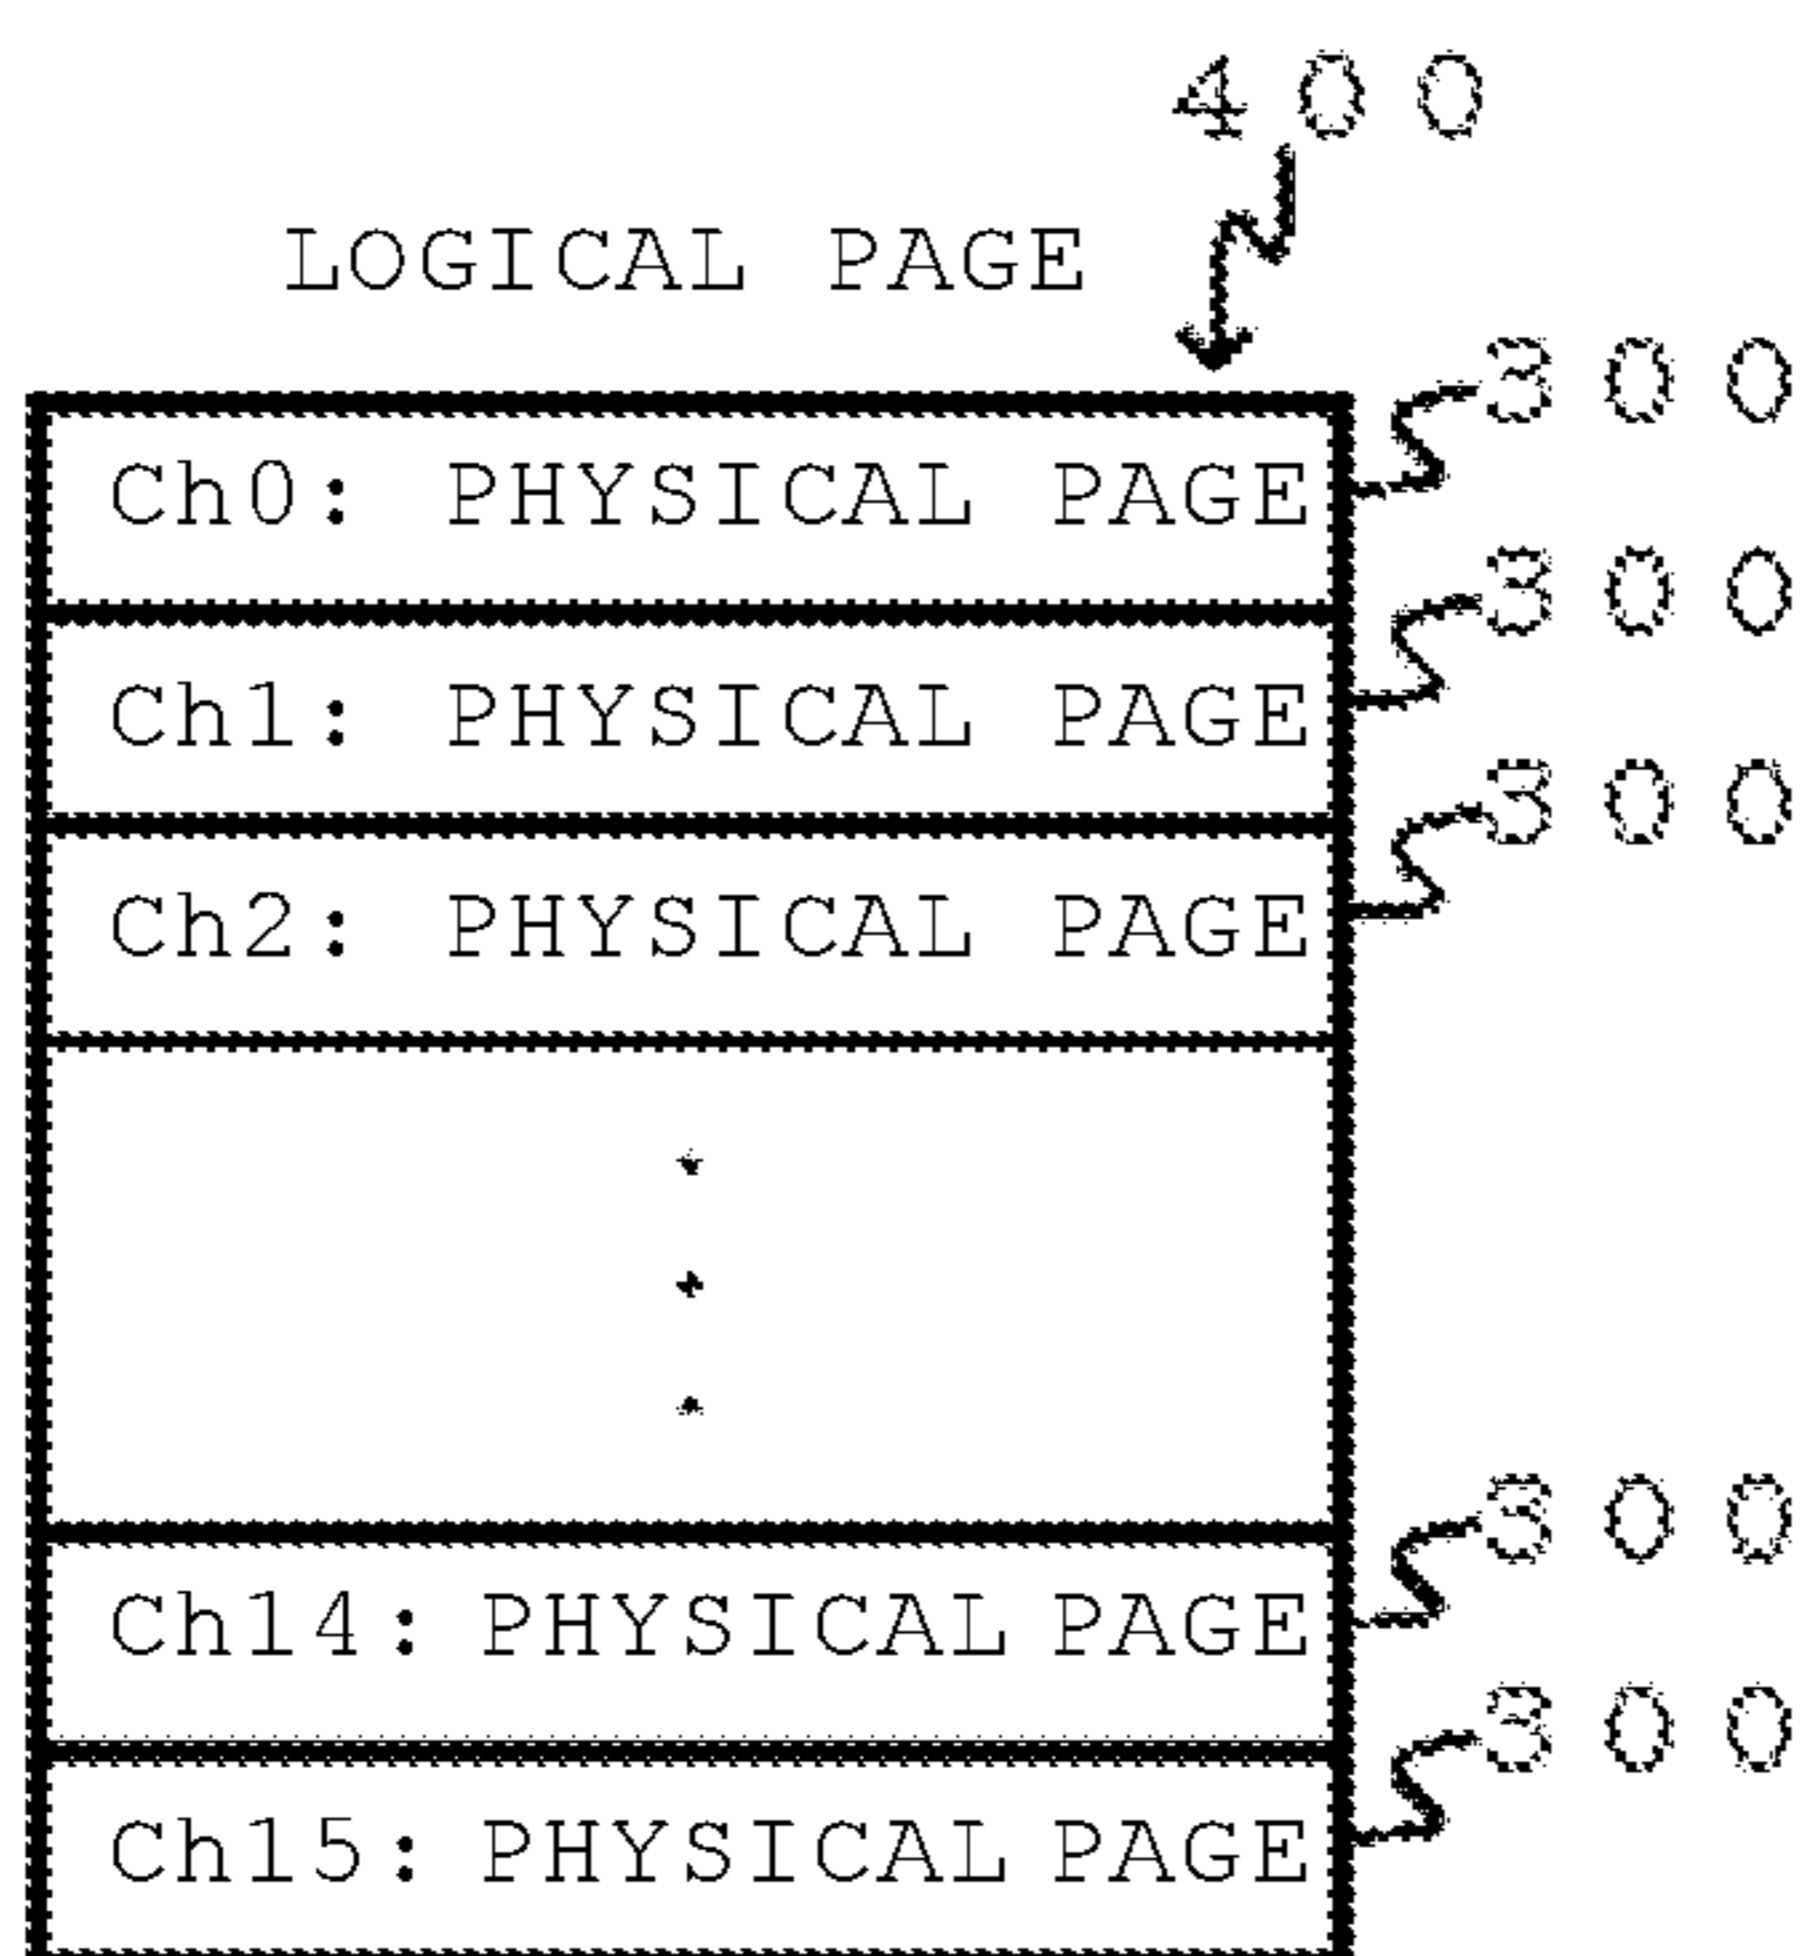 400
LOGICAL PAGE
300
Ch0: PHYSICAL PAGE
300
Ch1: PHYSICAL PAGE
300
Ch2: PHYSICAL PAGE
300
Ch14: PHYSICAL PAGE
300
Ch15: PHYSICAL PAGE